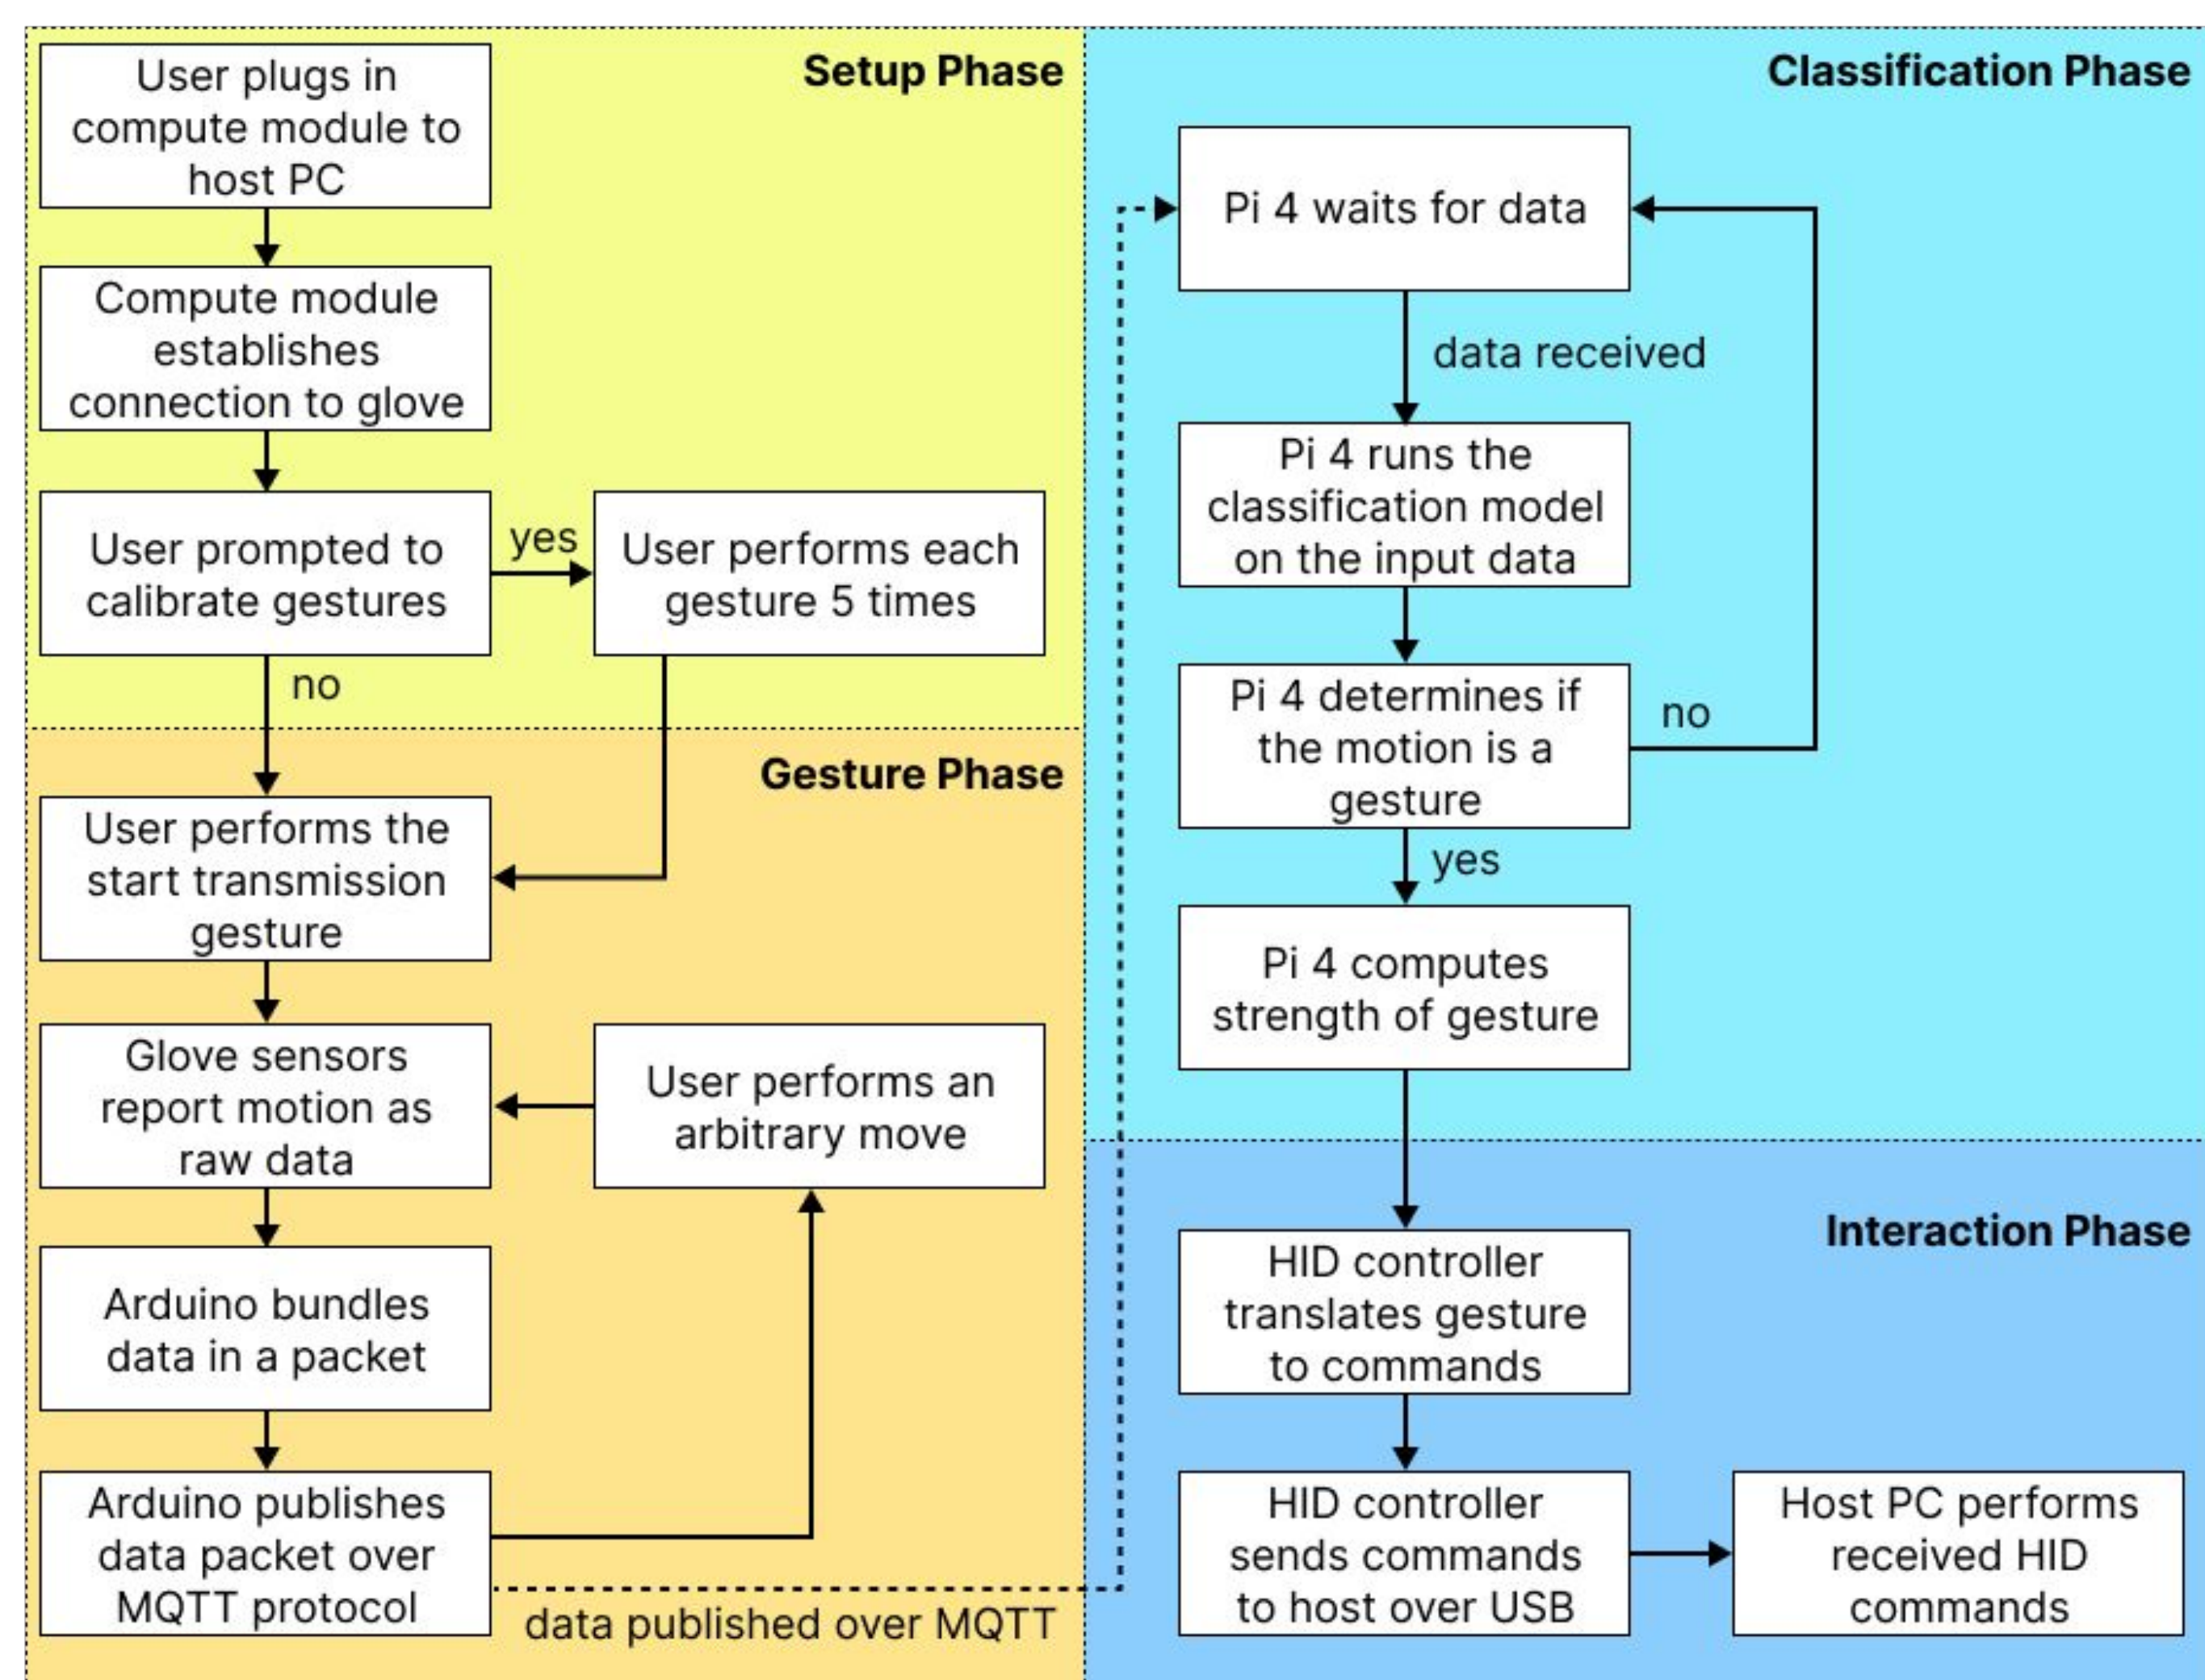 Setup Phase
User plugs in
compute module to
host PC
Compute module
establishes
connection to glove
User prompted to
calibrate gestures
yes
User performs each
gesture 5 times
no
Gesture Phase
User performs the
start transmission
gesture
Glove sensors
report motion as
raw data
User performs an
arbitrary move
Arduino bundles
data in a packet
Arduino publishes
data packet over
MQTT protocol
data published over MQTT
Classification Phase
Pi 4 waits for data
data received
Pi 4 runs the
classification model
on the input data
Pi 4 determines if
the motion is a
gesture
no
yes
Pi 4 computes
strength of gesture
Interaction Phase
HID controller
translates gesture
to commands
HID controller
sends commands
to host over USB
Host PC performs
received HID
commands